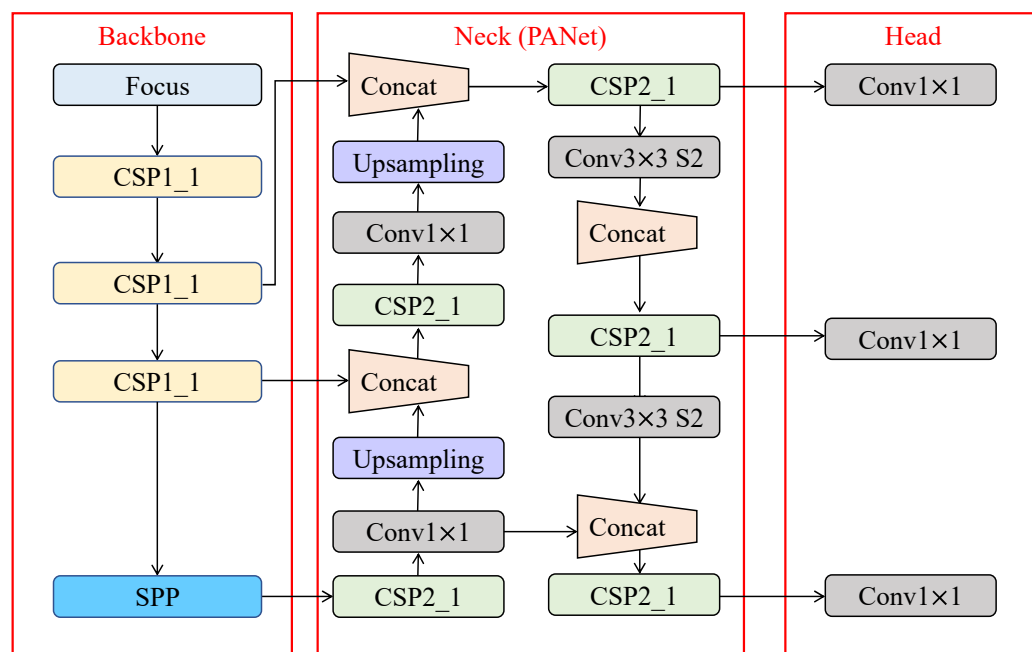 Backbone
Focus
CSP1_1
CSP1_1
CSP1_1
SPP
Neck (PANet)
Concat
Upsampling
Conv1×1
CSP2_1
Concat
Upsampling
Conv1×1
CSP2_1
CSP2_1
Conv3×3 S2
Concat
CSP2_1
Conv3×3 S2
Concat
CSP2_1
Head
Conv1×1
Conv1×1
Conv1×1